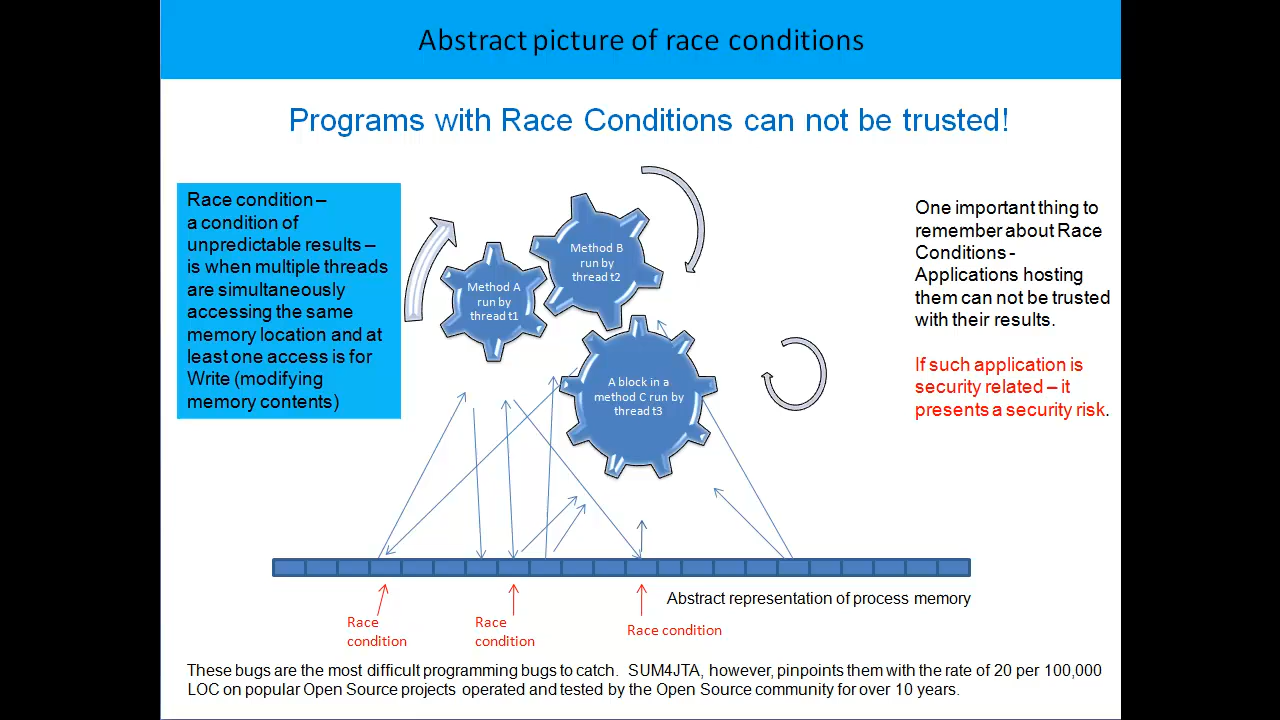 Abstract picture of race conditions
Programs with Race Conditions can not be trusted!
Race condition –
a condition of
unpredictable results –
is when multiple threads
are simultaneously
accessing the same
memory location and at
least one access is for
Write (modifying
memory contents)
Method A
run by
thread t1
Method B
run by
thread t2
A block in a
method C run by
thread t3
One important thing to
remember about Race
Conditions -
Applications hosting
them can not be trusted
with their results.
If such application is
security related – it
presents a security risk.
Abstract representation of process memory
Race
condition
Race
condition
Race condition
These bugs are the most difficult programming bugs to catch.  SUM4JTA, however, pinpoints them with the rate of 20 per 100,000
LOC on popular Open Source projects operated and tested by the Open Source community for over 10 years.